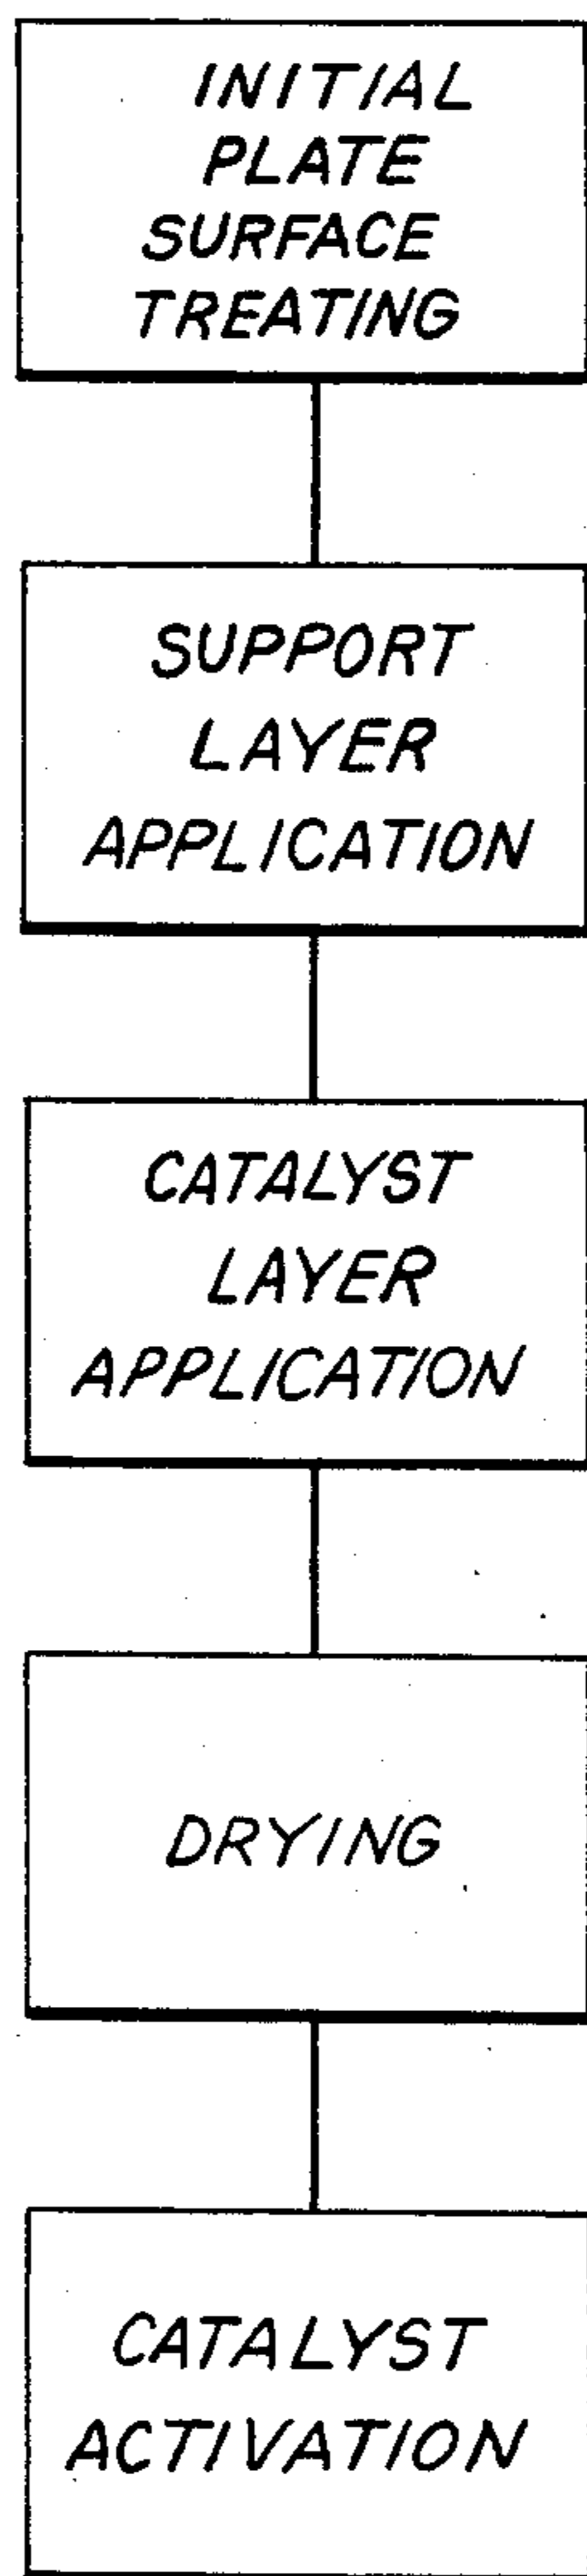 INITIAL
PLATE
SURFACE
TREATING
SUPPORT
LAYER
APPLICATION
CATALYST
LAYER
APPLICATION
DRYING
CATALYST
ACTIVATION